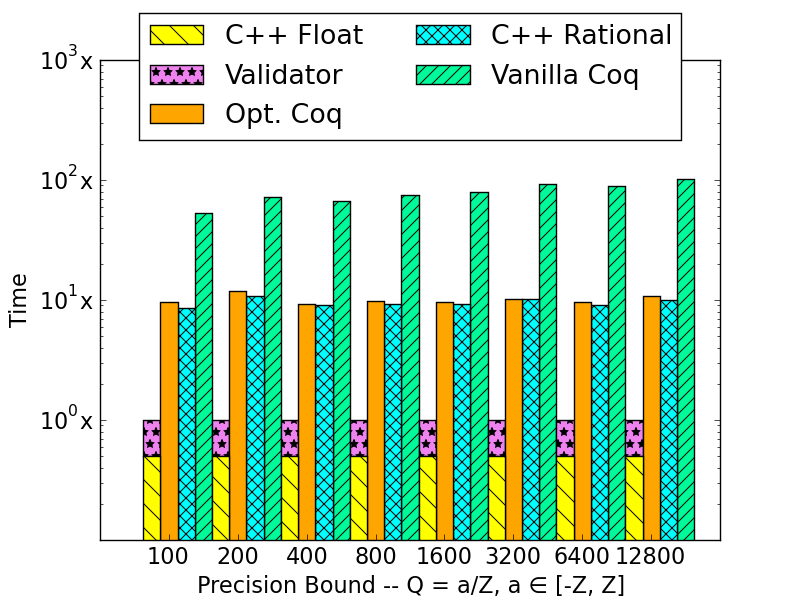 C++ Float
C++ Rational
Validator
Vanilla Coq
Opt. Coq
10³x
10²x
10¹x
10⁰x
Time
100 200 400 800 1600 3200 6400 12800
Precision Bound -- Q = a/Z, a ∈ [-Z, Z]